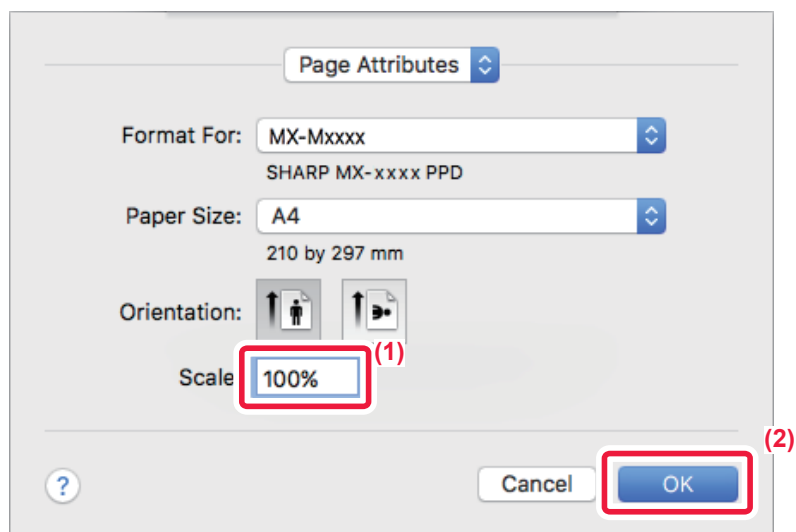 Page Attributes
Format For: MX-Mxxxx
SHARP MX-xxxx PPD
Paper Size: A4
210 by 297 mm
Orientation:
(1)
Scale 100%
(2)
? Cancel OK